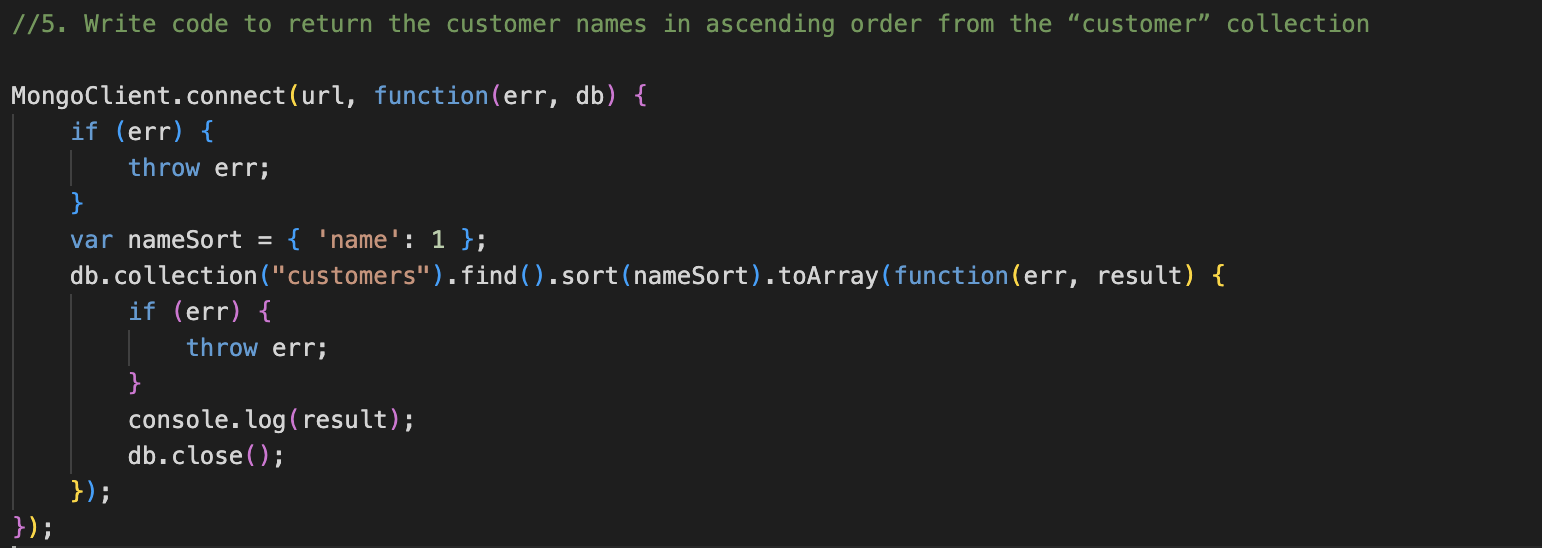 //5. Write code to return the customer names in ascending order from the “customer” collection
MongoClient.connect(url, function(err, db) {
    if (err) {
        throw err;
    }
    var nameSort = { 'name': 1 };
    db.collection("customers").find().sort(nameSort).toArray(function(err, result) {
        if (err) {
            throw err;
        }
        console.log(result);
        db.close();
    });
});